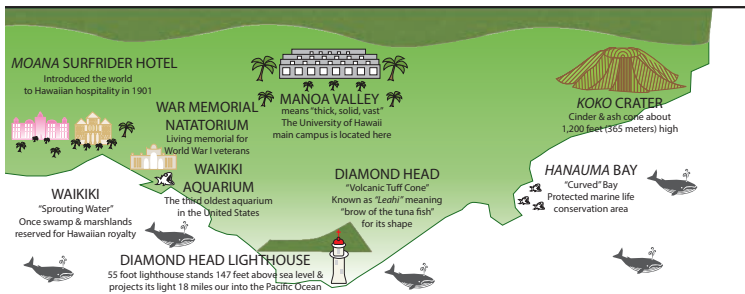 MOANA SURFRIDER HOTEL
Introduced the world
to Hawaiian hospitality in 1901
WAR MEMORIAL
NATATORIUM
Living memorial for
World War I veterans
MANOA VALLEY
means "thick, solid, vast"
The University of Hawaii
main campus is located here
KOKO CRATER
Cinder & ash cone about
1,200 feet (365 meters) high
WAIKIKI
AQUARIUM
The third oldest aquarium
in the United States
DIAMOND HEAD
"Volcanic Tuff Cone"
Known as "Leahi" meaning
"brow of the tuna fish"
for its shape
HANAUMA BAY
"Curved" Bay
Protected marine life
conservation area
WAIKIKI
"Sprouting Water"
Once swamp & marshlands
reserved for Hawaiian royalty
DIAMOND HEAD LIGHTHOUSE
55 foot lighthouse stands 147 feet above sea level &
projects its light 18 miles our into the Pacific Ocean